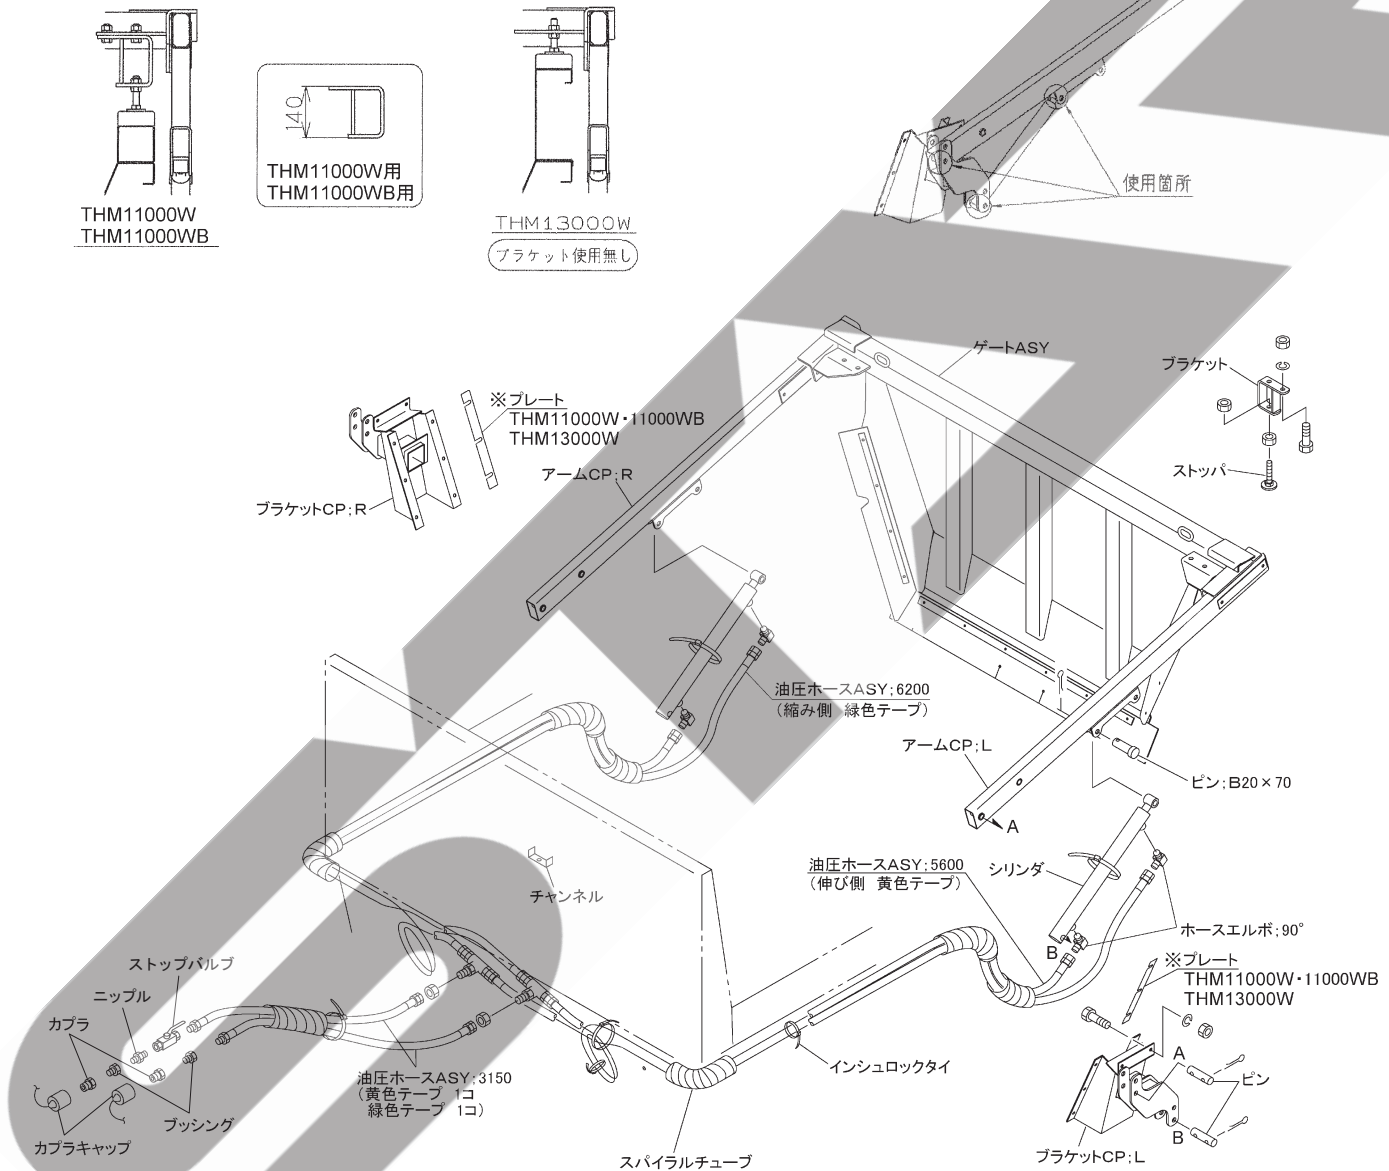 140
THM11000W用
THM11000WB用
THM11000W
THM11000WB
THM13000W
ブラケット使用無し
使用箇所
ゲートASY
ブラケット
ストッパ
※プレート
THM11000W・11000WB
THM13000W
アームCP;R
ブラケットCP;R
油圧ホースASY;6200
(縮み側 緑色テープ)
アームCP;L
ピン;B20×70
A
油圧ホースASY;5600
(伸び側 黄色テープ)
シリンダ
チャンネル
ホースエルボ;90°
B
※プレート
THM11000W・11000WB
THM13000W
ストップバルブ
ニップル
カプラ
インシュロックタイ
A
ピン
油圧ホースASY;3150
(黄色テープ 1コ
緑色テープ 1コ)
ブッシング
カプラキャップ
B
ブラケットCP;L
スパイラルチューブ